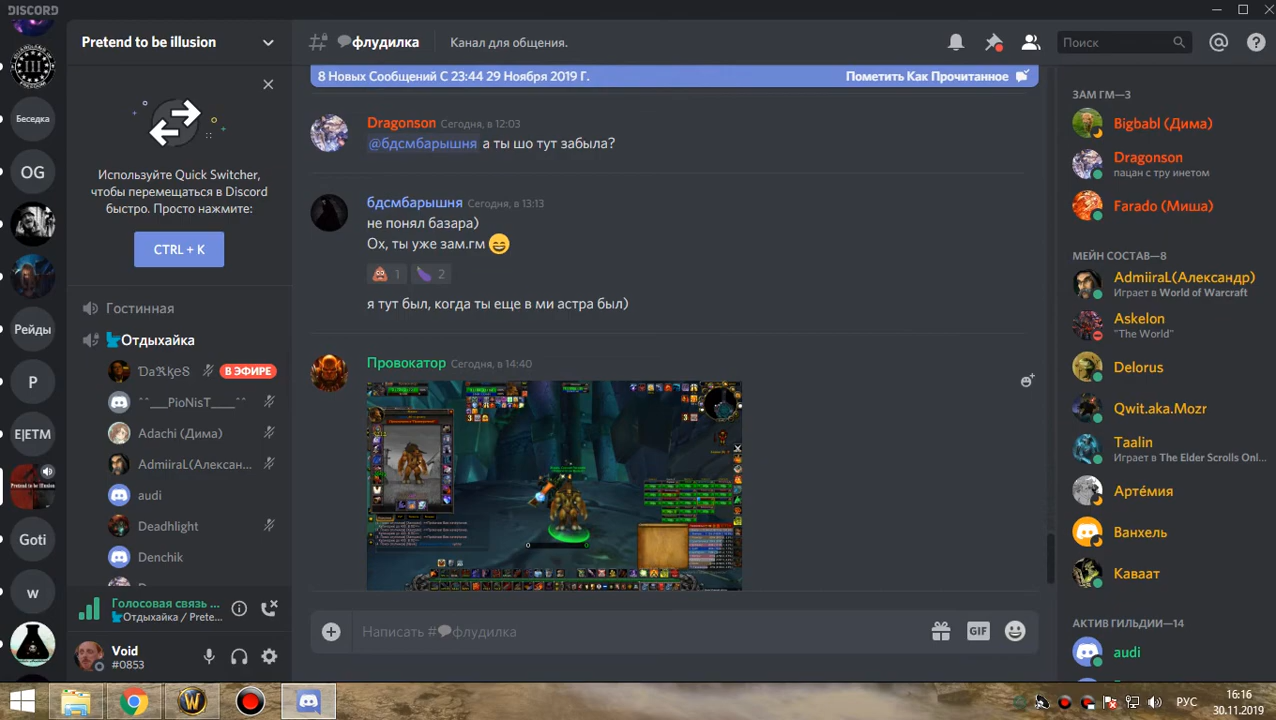 DISCORD
Pretend to be illusion
флудилка
Канал для общения.
Поиск
8 Новых Сообщений С 23:44 29 Ноября 2019 Г.
Пометить Как Прочитанное
Беседка
OG
Рейды
P
E|ETM
Pretend to be illusion
Goti
w
Используйте Quick Switcher,
чтобы перемещаться в Discord
быстро. Просто нажмите:
CTRL + K
Гостинная
Отдыхайка
В ЭФИРЕ
^^___PioNisT____^^
Adachi (Дима)
AdmiiraL(Алексан...
audi
Deadlight
Denchik
Голосовая связь ...
Отдыхайка / Prete...
Void
#0853
Dragonson Сегодня, в 12:03
@бдсмбарышня а ты шо тут забыла?
бдсмбарышня Сегодня, в 13:13
не понял базара)
Ох, ты уже зам.гм
1
2
я тут был, когда ты еще в ми астра был)
Провокатор Сегодня, в 14:40
Написать #флудилка
GIF
ЗАМ ГМ—3
Bigbabl (Дима)
Dragonson
пацан с тру инетом
Farado (Миша)
МЕЙН СОСТАВ—8
AdmiiraL(Александр)
Играет в World of Warcraft
Askelon
"The World"
Delorus
Qwit.aka.Mozr
Taalin
Играет в The Elder Scrolls Onl...
Артёмия
Ванхель
Каваат
АКТИВ ГИЛЬДИИ—14
audi
РУС
16:16
30.11.2019